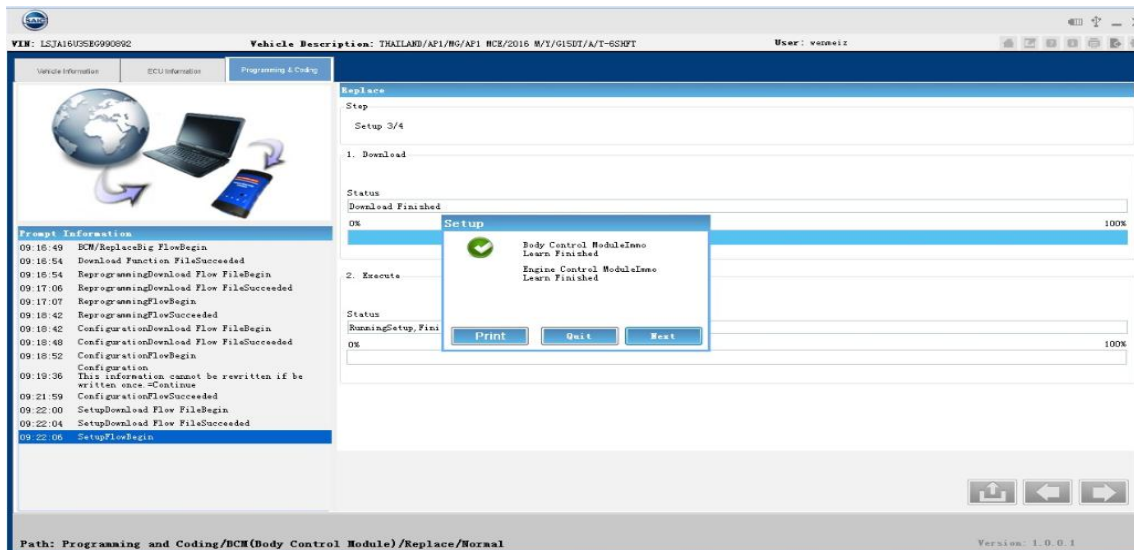 SAIC
VIN: LSJA16U35EG990892 Vehicle Description: THAILAND/AP1/MG/AP1 MCE/2016 M/Y/G15DT/A/T-6SHFT User: venmeiz
Vehicle Information ECU Information Programming & Coding
Replace
Step
Setup 3/4
1. Download
Status
Download Finished
0% 100%
2. Execute
Status
RunningSetup,Fini
0% 100%
Setup
Body Control ModuleImmo
Learn Finished
Engine Control ModuleImmo
Learn Finished
Print Quit Next
Prompt Information
09:16:49 BCM/ReplaceBig FlowBegin
09:16:54 Download Function FileSucceeded
09:16:54 ReprogrammingDownload Flow FileBegin
09:17:06 ReprogrammingDownload Flow FileSucceeded
09:17:07 ReprogrammingFlowBegin
09:18:42 ReprogrammingFlowSucceeded
09:18:42 ConfigurationDownload Flow FileBegin
09:18:48 ConfigurationDownload Flow FileSucceeded
09:18:52 ConfigurationFlowBegin
Configuration
09:19:36 This information cannot be rewritten if be
written once.=Continue
09:21:59 ConfigurationFlowSucceeded
09:22:00 SetupDownload Flow FileBegin
09:22:04 SetupDownload Flow FileSucceeded
09:22:06 SetupFlowBegin
Path: Programming and Coding/BCM(Body Control Module)/Replace/Normal Version: 1.0.0.1